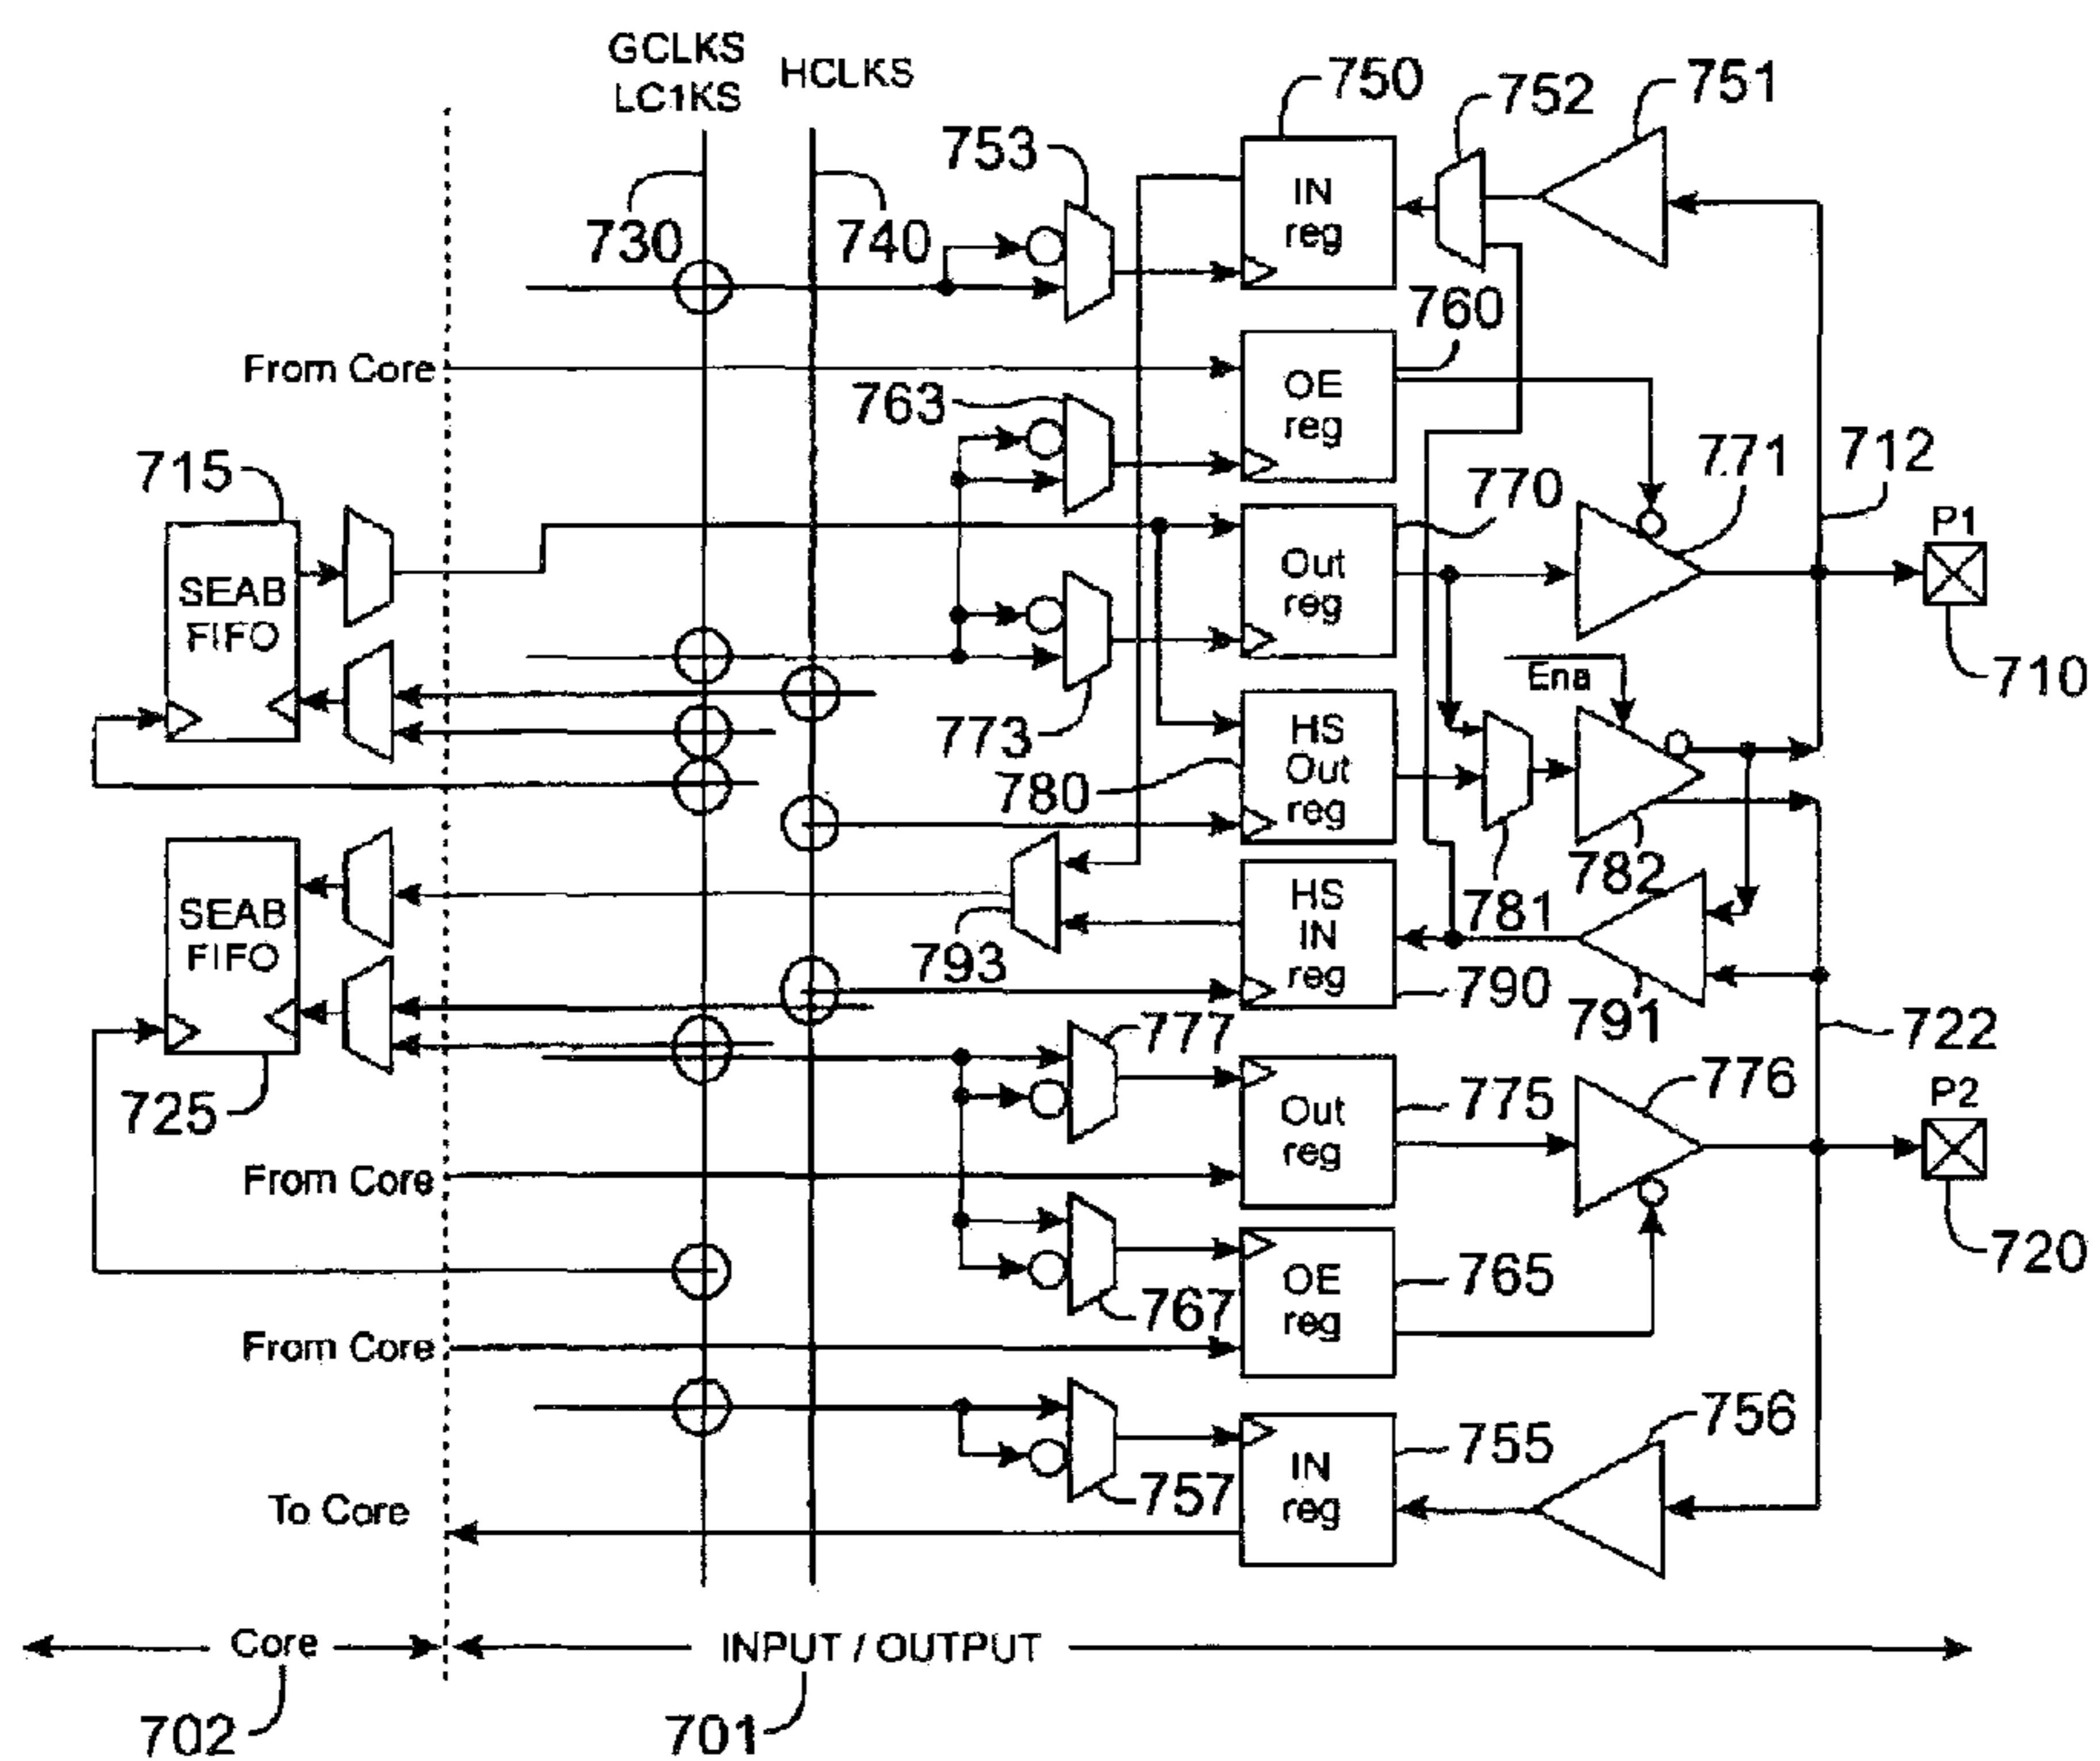 GCLKS
LC1KS
HCLKS
750
752
751
753
730
740
IN
reg
760
From Core
763
OE
reg
715
770
771
712
P1
SEAB
FIFO
Out
reg
710
Ena
773
HS
Out
reg
780
782
781
SEAB
FIFO
793
HS
IN
reg
790
791
722
777
725
775
776
P2
Out
reg
From Core
720
765
OE
reg
767
From Core
756
755
IN
reg
757
To Core
Core
INPUT / OUTPUT
702
701